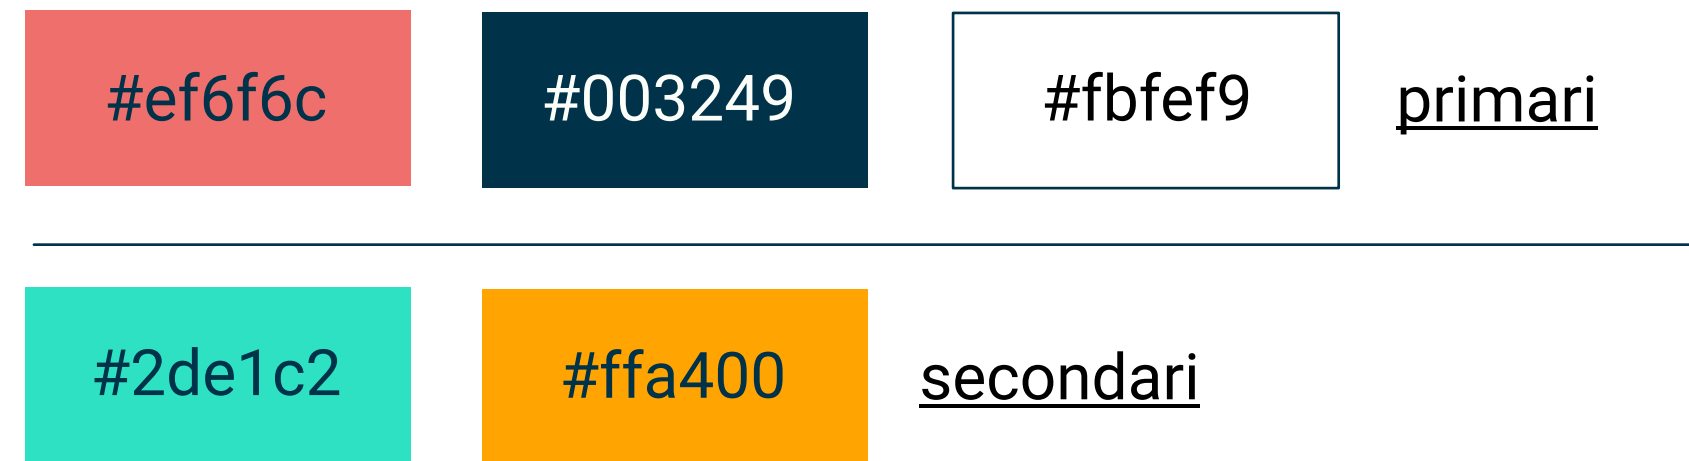 #ef6f6c #003249 #fbfef9 primari
#2de1c2 #ffa400 secondari